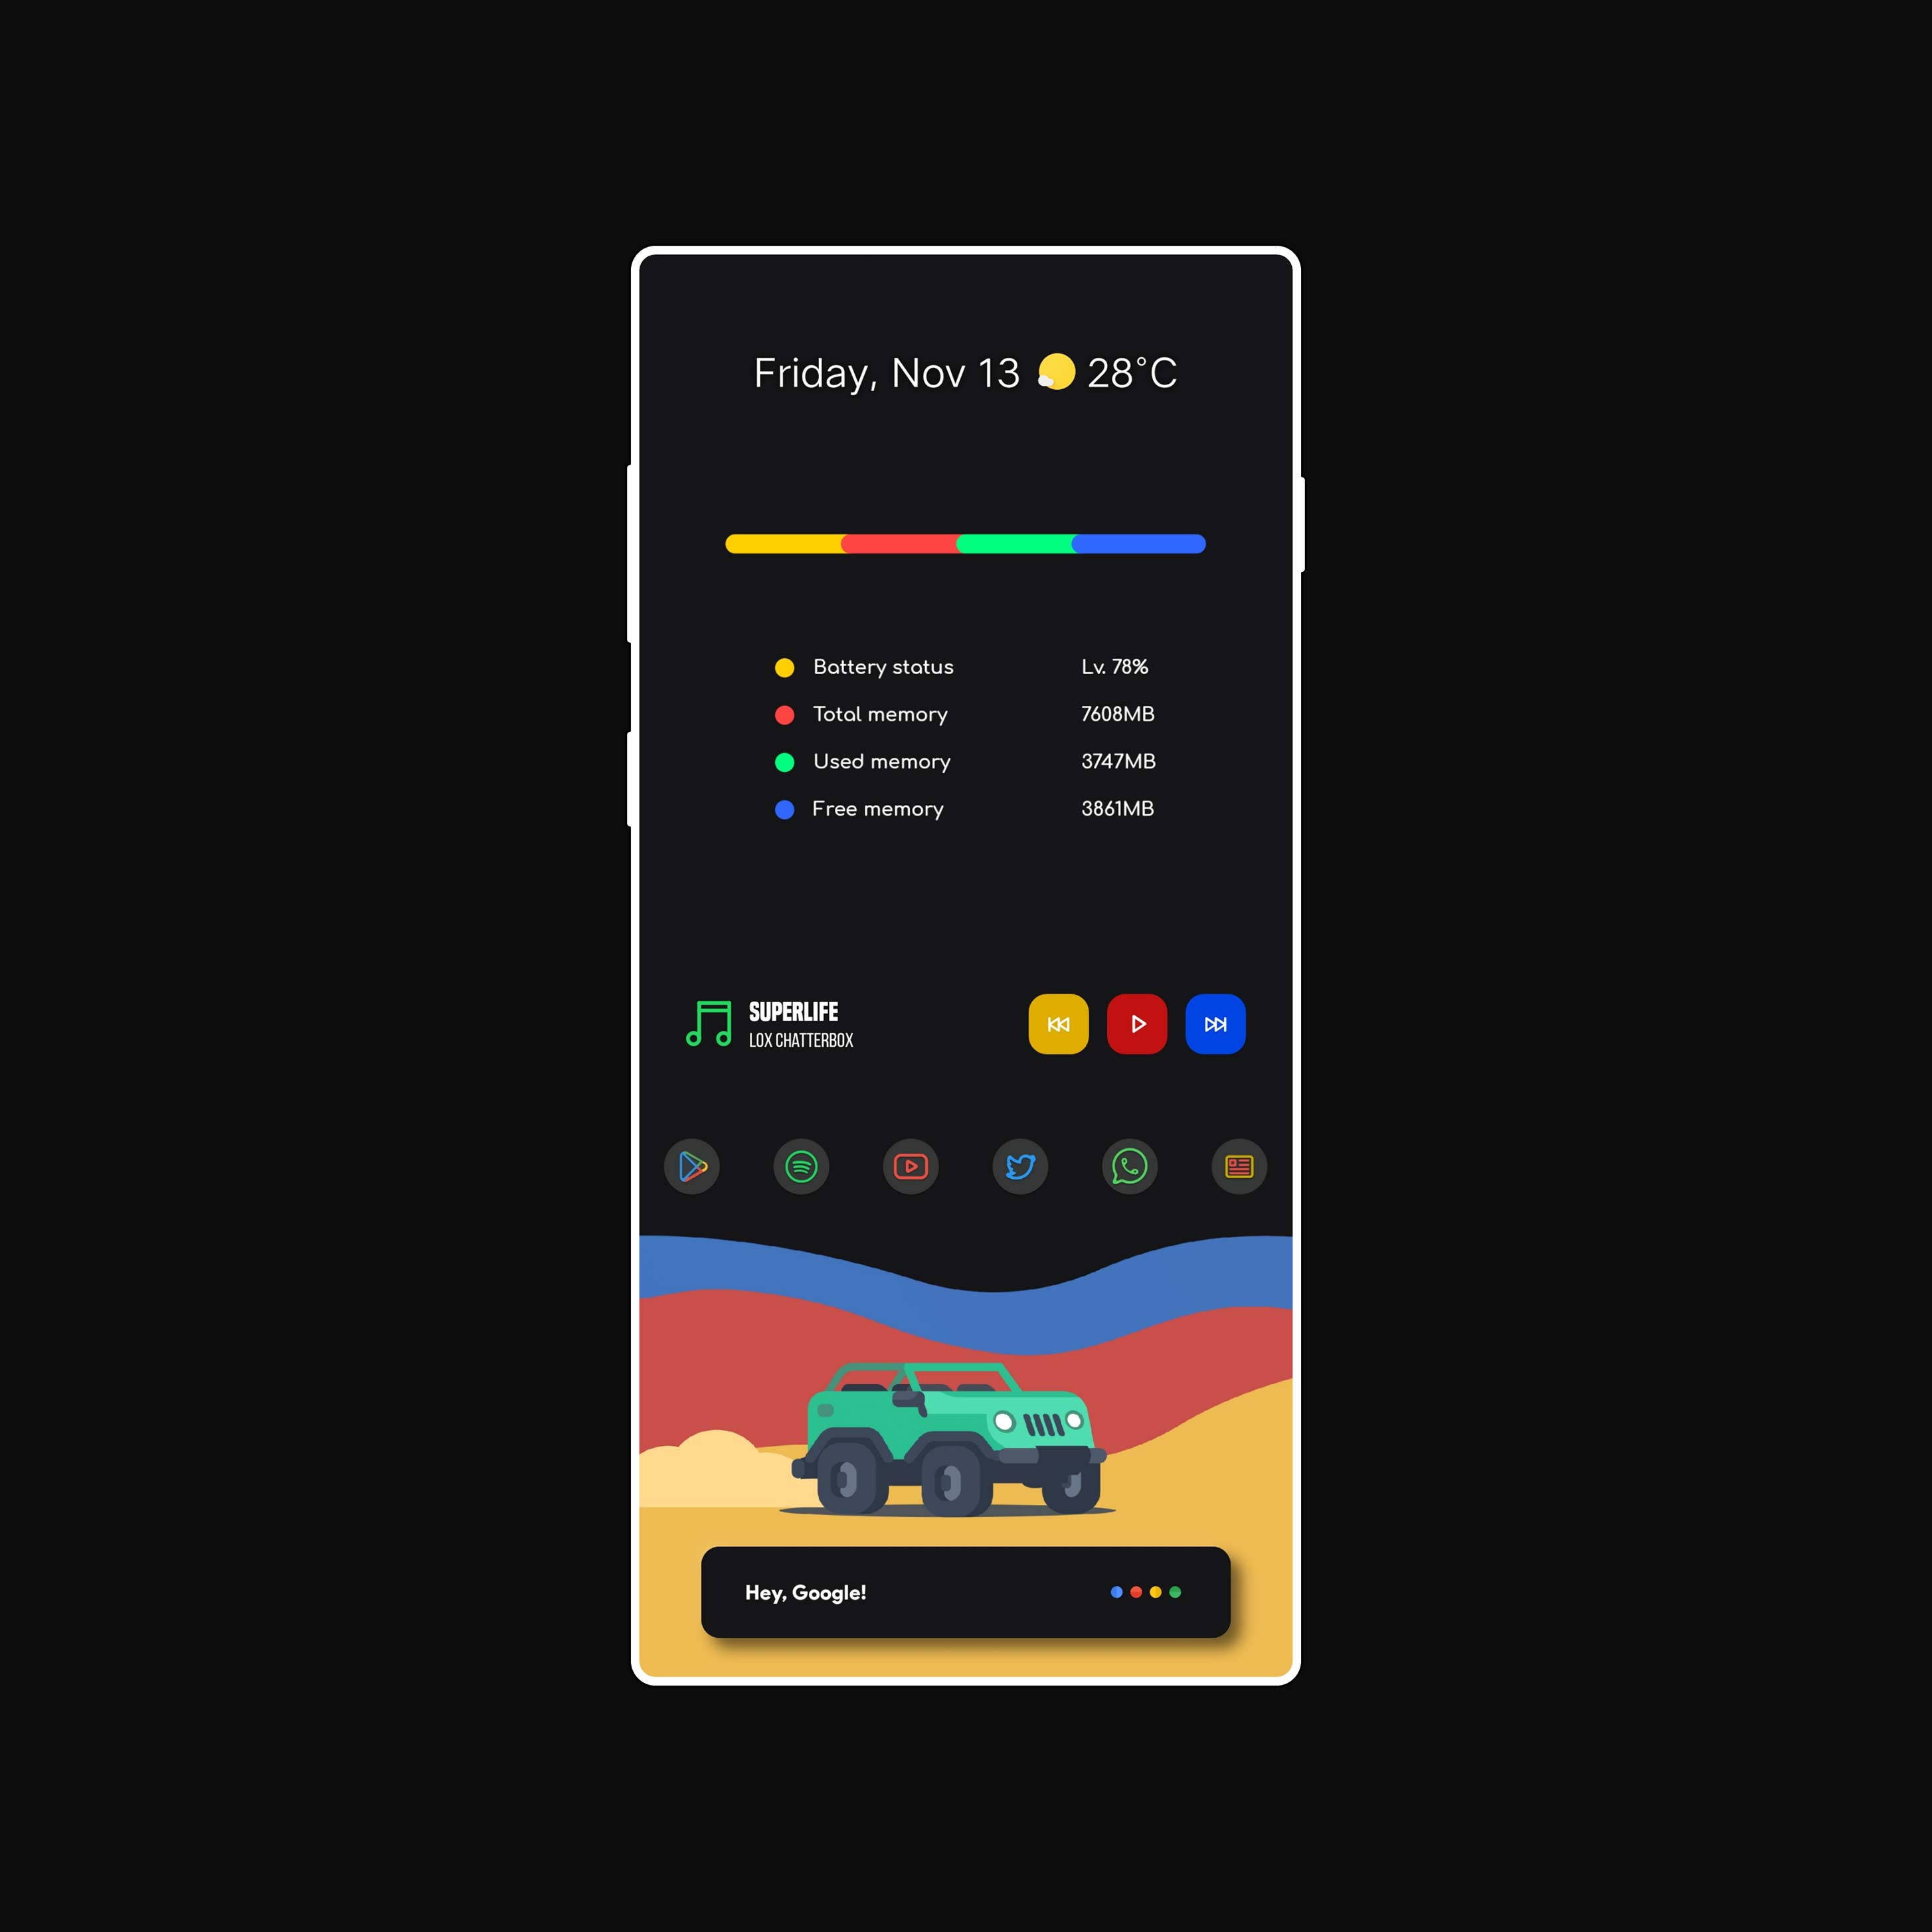 Friday, Nov 13 28°C
Battery status Lv. 78%
Total memory 7608MB
Used memory 3747MB
Free memory 3861MB
SUPERLIFE
LOX CHATTERBOX
Hey, Google!